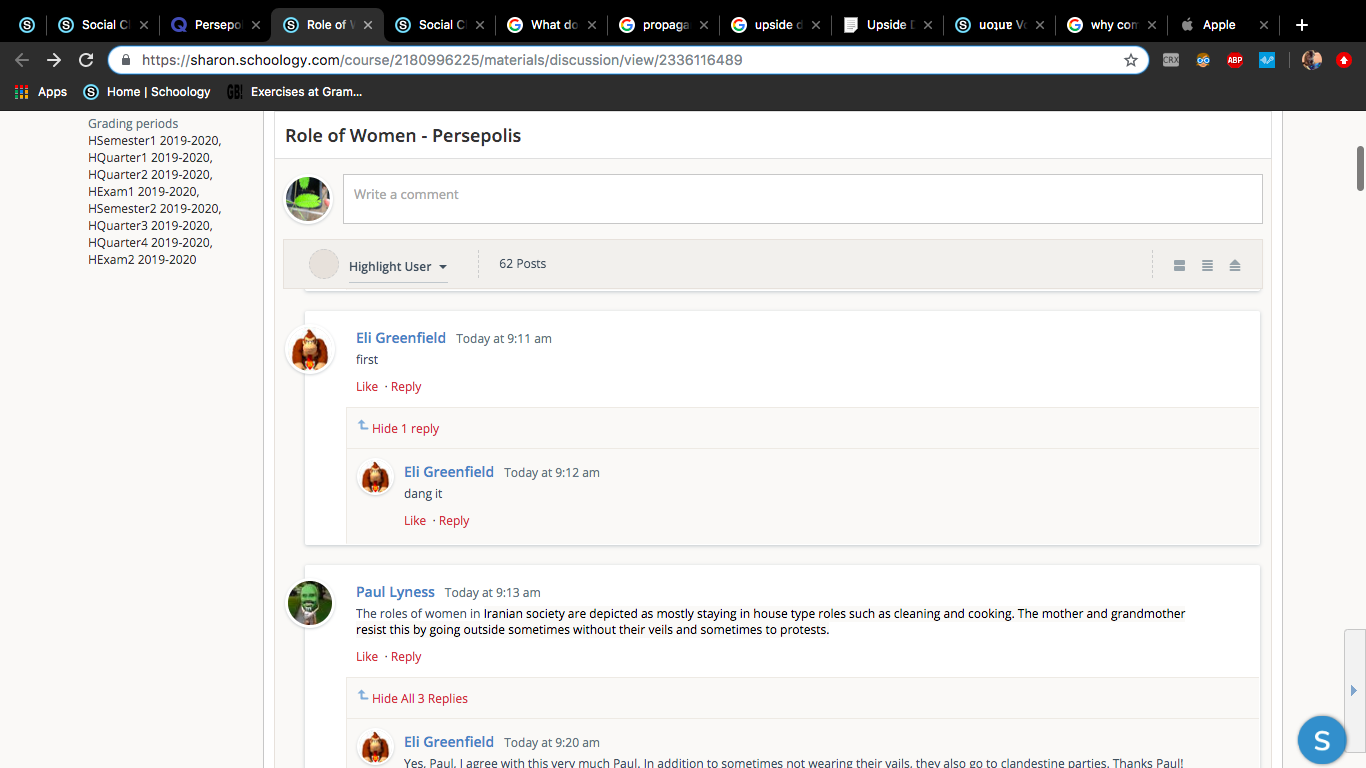 Social Cl
Persepo
Role of W
Social Cl
What do
propaga
upside d
Upside D
uoıʇɐ Vo
why com
Apple
https://sharon.schoology.com/course/2180996225/materials/discussion/view/2336116489
CRX
ABP
Apps
Home | Schoology
GB!
Exercises at Gram...
Grading periods
HSemester1 2019-2020,
HQuarter1 2019-2020,
HQuarter2 2019-2020,
HExam1 2019-2020,
HSemester2 2019-2020,
HQuarter3 2019-2020,
HQuarter4 2019-2020,
HExam2 2019-2020
Role of Women - Persepolis
Write a comment
Highlight User
62 Posts
Eli Greenfield Today at 9:11 am
first
Like · Reply
Hide 1 reply
Eli Greenfield Today at 9:12 am
dang it
Like · Reply
Paul Lyness Today at 9:13 am
The roles of women in Iranian society are depicted as mostly staying in house type roles such as cleaning and cooking. The mother and grandmother
resist this by going outside sometimes without their veils and sometimes to protests.
Like · Reply
Hide All 3 Replies
Eli Greenfield Today at 9:20 am
Yes, Paul. I agree with this very much Paul. In addition to sometimes not wearing their vails, they also go to clandestine parties. Thanks Paul!
S